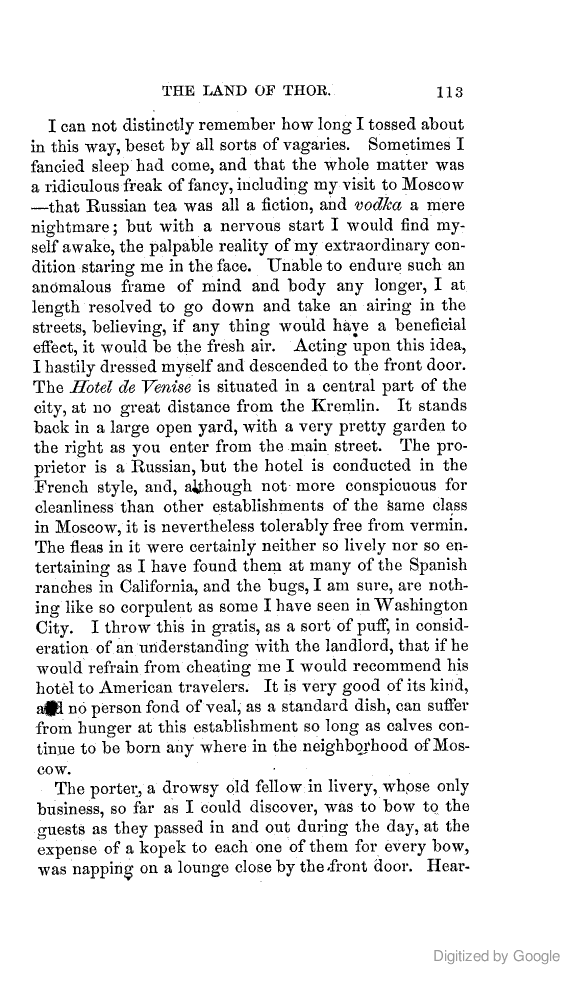 THE LAND OF THOR. 113
I can not distinctly remember how long I tossed about
in this way, beset by all sorts of vagaries. Sometimes I
fancied sleep had come, and that the whole matter was
a ridiculous freak of fancy, including my visit to Moscow
—that Russian tea was all a fiction, and vodka a mere
nightmare; but with a nervous start I would find my-
self awake, the palpable reality of my extraordinary con-
dition staring me in the face. Unable to endure such an
anomalous frame of mind and body any longer, I at
length resolved to go down and take an airing in the
streets, believing, if any thing would have a beneficial
effect, it would be the fresh air. Acting upon this idea,
I hastily dressed myself and descended to the front door.
The Hotel de Venise is situated in a central part of the
city, at no great distance from the Kremlin. It stands
back in a large open yard, with a very pretty garden to
the right as you enter from the main street. The pro-
prietor is a Russian, but the hotel is conducted in the
French style, and, although not more conspicuous for
cleanliness than other establishments of the same class
in Moscow, it is nevertheless tolerably free from vermin.
The fleas in it were certainly neither so lively nor so en-
tertaining as I have found them at many of the Spanish
ranches in California, and the bugs, I am sure, are noth-
ing like so corpulent as some I have seen in Washington
City. I throw this in gratis, as a sort of puff, in consid-
eration of an understanding with the landlord, that if he
would refrain from cheating me I would recommend his
hotel to American travelers. It is very good of its kind,
and no person fond of veal, as a standard dish, can suffer
from hunger at this establishment so long as calves con-
tinue to be born any where in the neighborhood of Mos-
cow.
The porter, a drowsy old fellow in livery, whose only
business, so far as I could discover, was to bow to the
guests as they passed in and out during the day, at the
expense of a kopek to each one of them for every bow,
was napping on a lounge close by the front door. Hear-
Digitized by Google